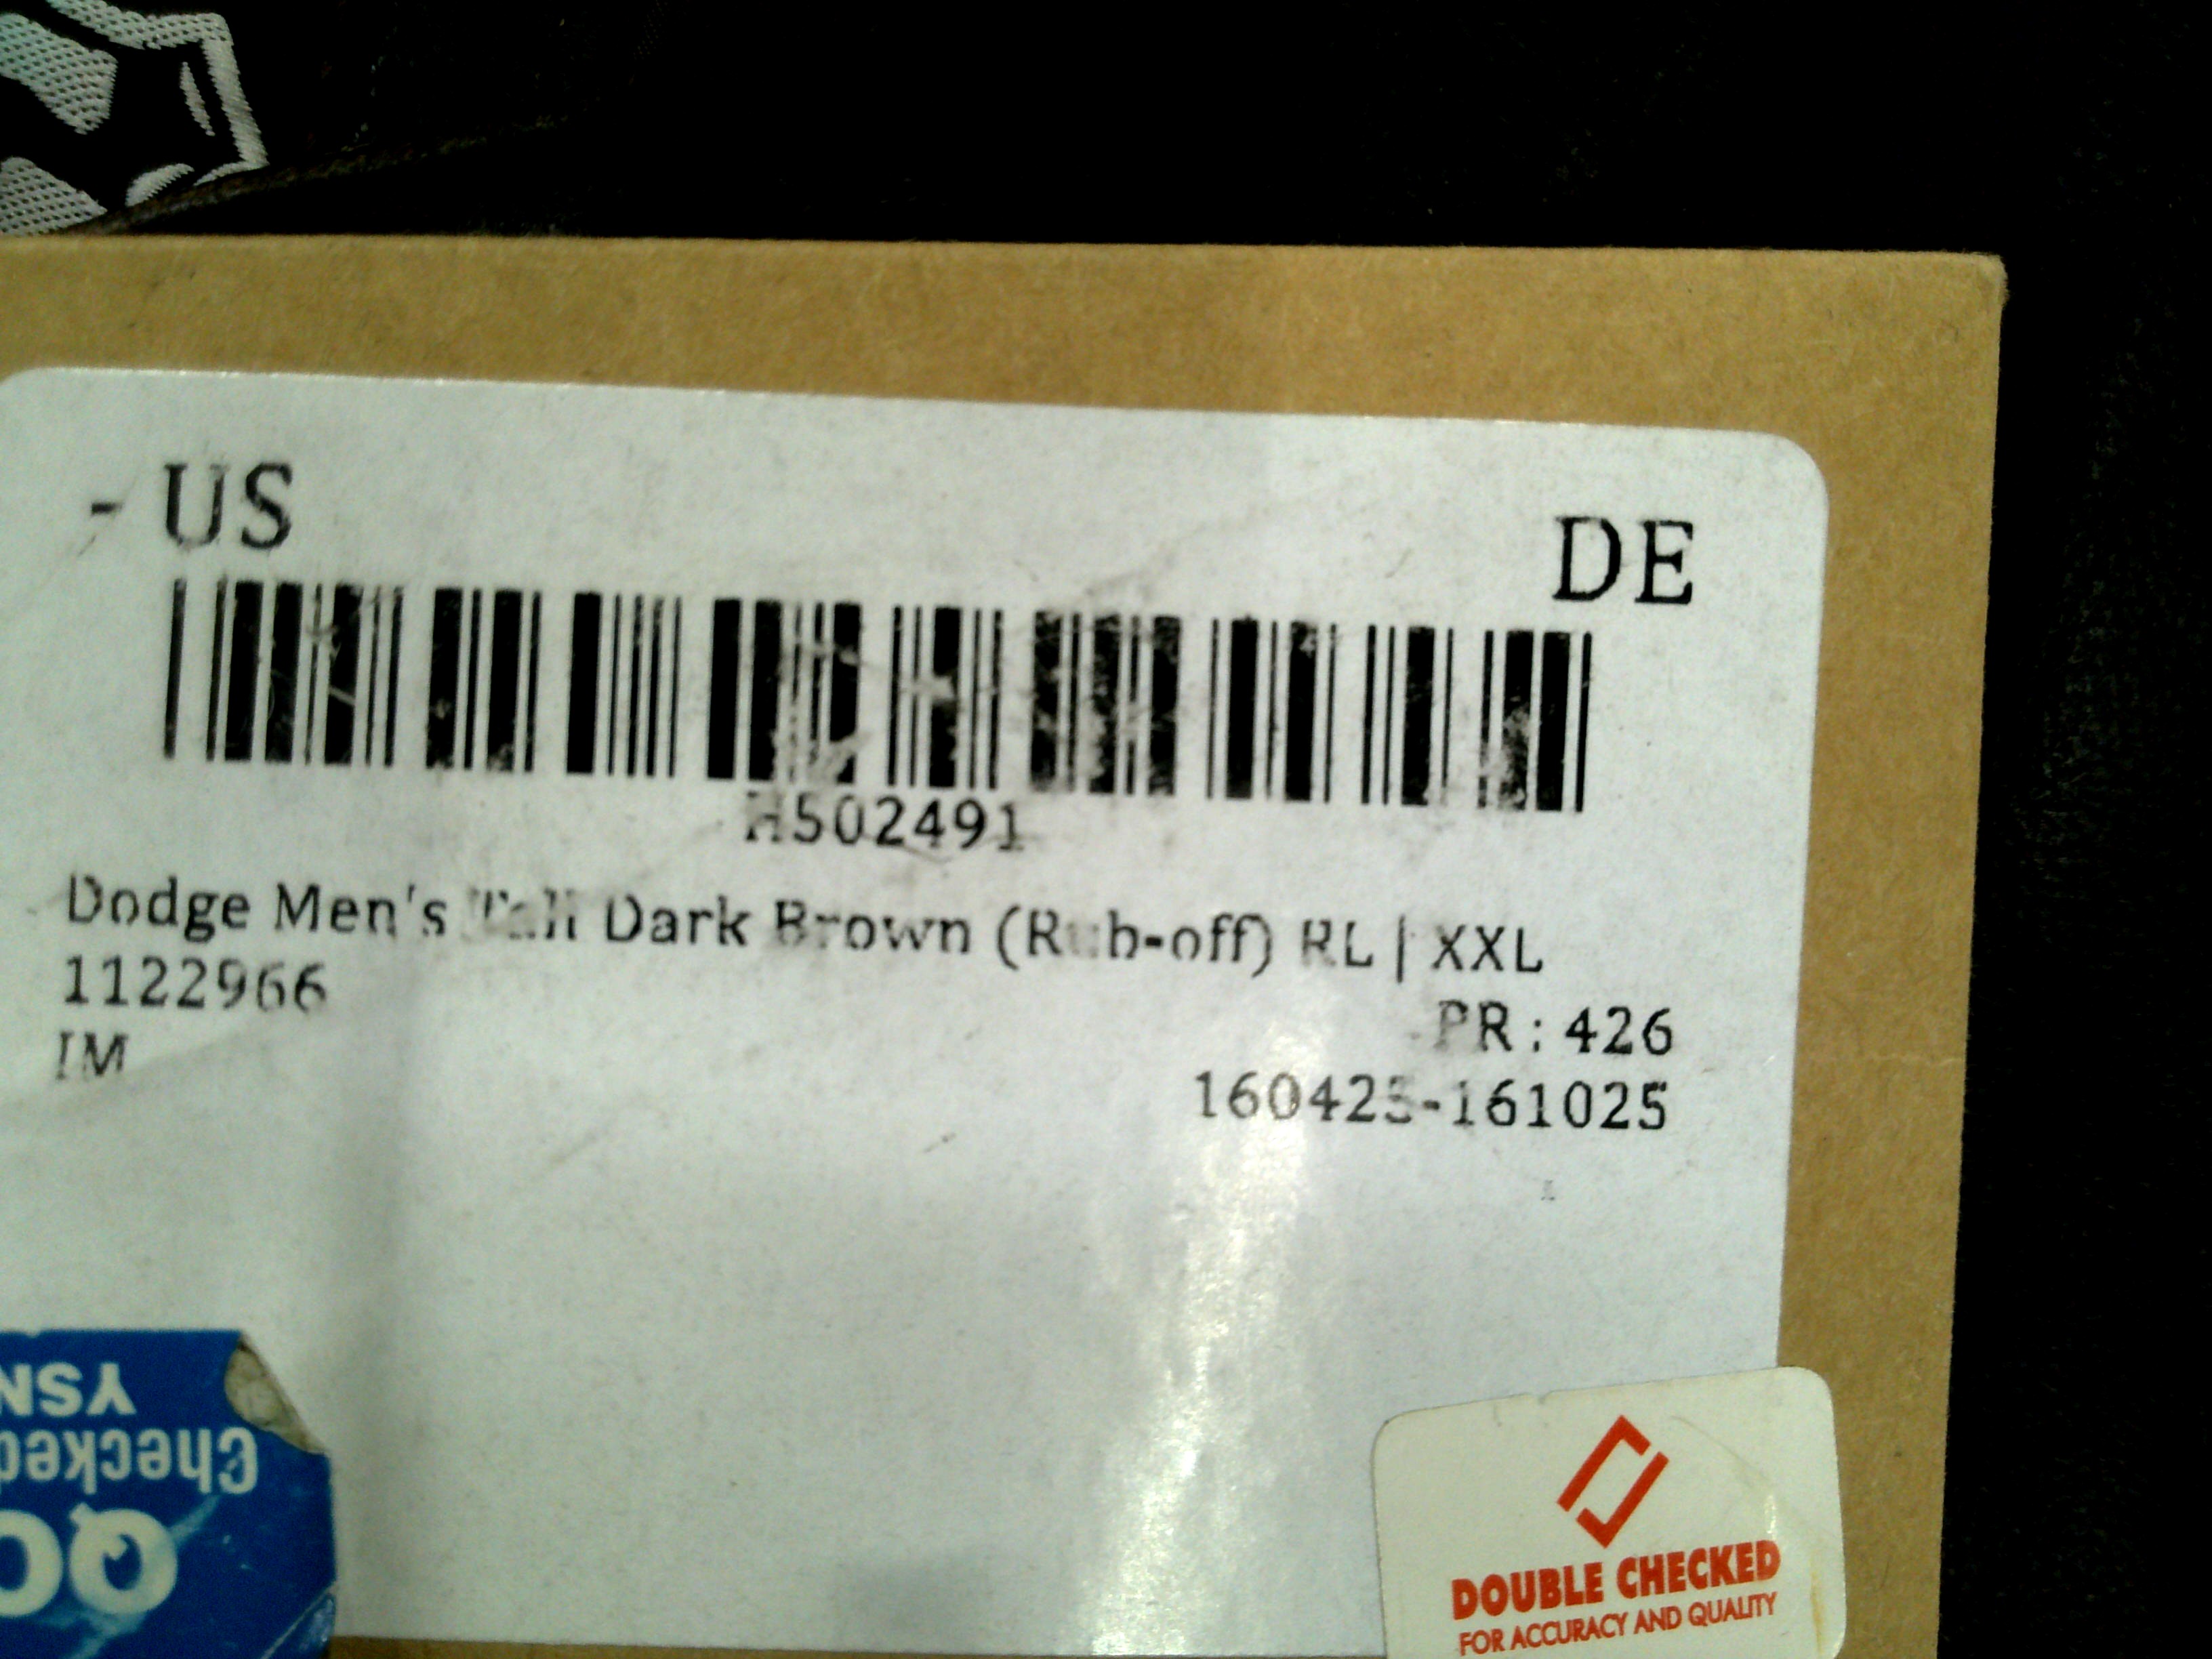 - US
DE
H502491
Dodge Men's Tall Dark Brown (Rub-off) RL | XXL
1122966
PR : 426
IM
160425-161025
YSN
Checked
QC
DOUBLE CHECKED
FOR ACCURACY AND QUALITY